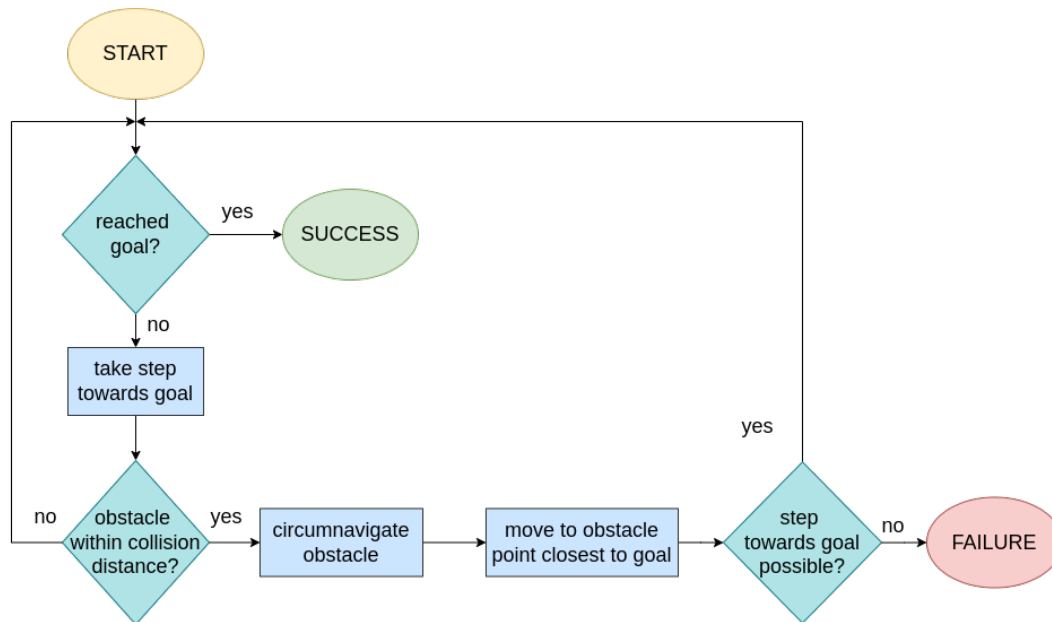 START
reached
goal?
yes
SUCCESS
no
take step
towards goal
obstacle
within collision
distance?
no
yes
circumnavigate
obstacle
move to obstacle
point closest to goal
step
towards goal
possible?
yes
no
FAILURE